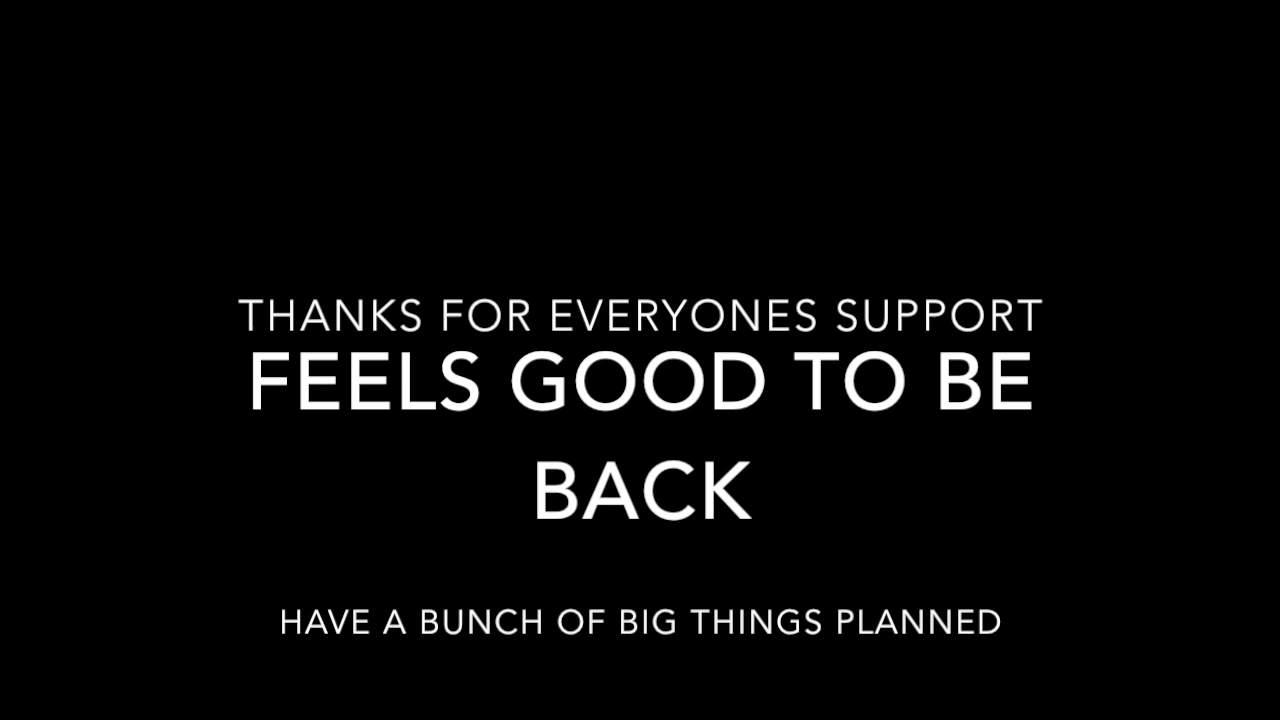 THANKS FOR EVERYONES SUPPORT
FEELS GOOD TO BE
BACK
HAVE A BUNCH OF BIG THINGS PLANNED